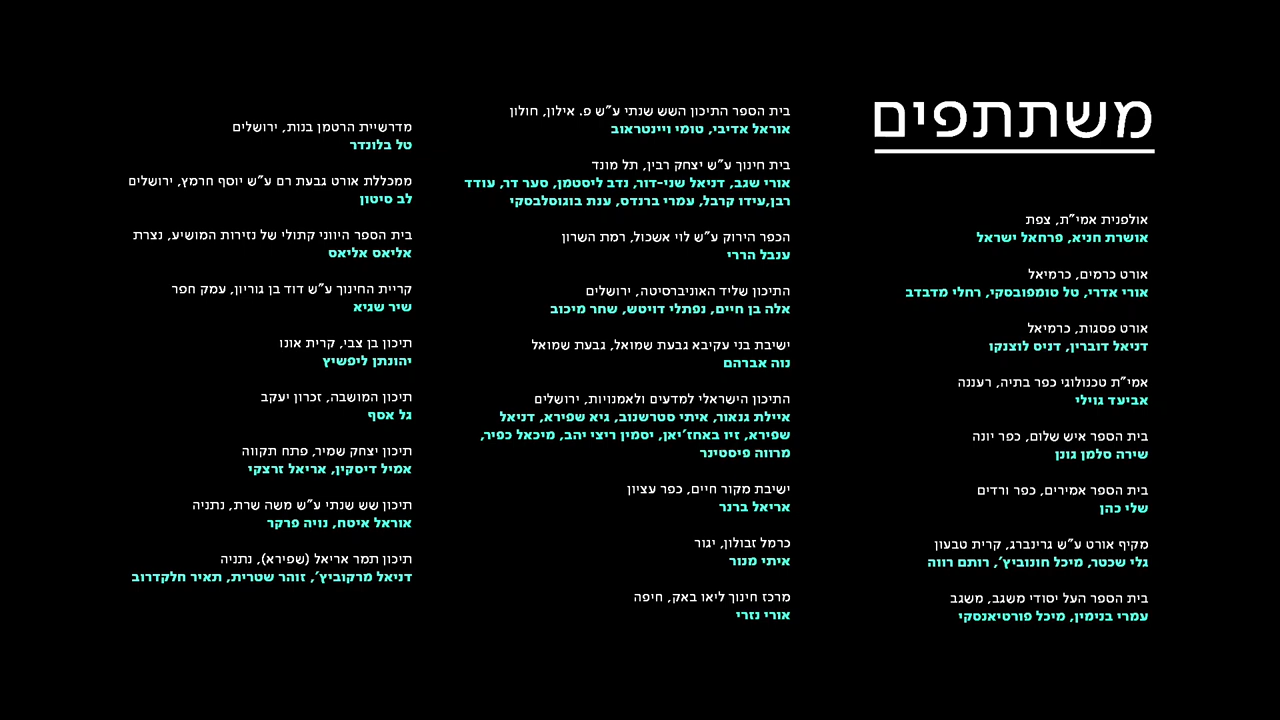 משתתפים
אולפנית אמי"ת, צפת
אושרת חניא, פרחאל ישראל
אורט כרמים, כרמיאל
אורי אדרי, טל טומפובסקי, רחלי מדבדב
אורט פסגות, כרמיאל
דניאל דוברין, דניס לוצנקו
אמי"ת טכנולוגי כפר בתיה, רעננה
אביעד גוילי
בית הספר איש שלום, כפר יונה
שירה סלמן גונן
בית הספר אמירים, כפר ורדים
שלי כהן
מקיף אורט ע"ש גרינברג, קרית טבעון
גלי שכטר, מיכל חונוביץ', רותם רווה
בית הספר העל יסודי משגב, משגב
עמרי בנימין, מיכל פורטיאנסקי
בית הספר התיכון השש שנתי ע"ש פ. אילון, חולון
אוראל אדיבי, טומי ויינטראוב
בית חינוך ע"ש יצחק רבין, תל מונד
אורי שגב, דניאל שני-דור, נדב ליסטמן, סער דר, עודד
רבן,עידו קרבל, עמרי ברנדס, ענת בוגוסלבסקי
הכפר הירוק ע"ש לוי אשכול, רמת השרון
ענבל הררי
התיכון שליד האוניברסיטה, ירושלים
אלה בן חיים, נפתלי דויטש, שחר מיכוב
ישיבת בני עקיבא גבעת שמואל, גבעת שמואל
נוה אברהם
התיכון הישראלי למדעים ולאמנויות, ירושלים
איילת גנאור, איתי סטרשנוב, גיא שפירא, דניאל
שפירא, זיו באחז'יאן, יסמין ריצי יהב, מיכאל כפיר,
מרווה פיסטינר
ישיבת מקור חיים, כפר עציון
אריאל ברנר
כרמל זבולון, יגור
איתי מנור
מרכז חינוך ליאו באק, חיפה
אורי נזרי
מדרשיית הרטמן בנות, ירושלים
טל בלונדר
ממכללת אורט גבעת רם ע"ש יוסף חרמץ, ירושלים
לב סיטון
בית הספר היווני קתולי של נזירות המושיע, נצרת
אליאס אליאס
קריית החינוך ע"ש דוד בן גוריון, עמק חפר
שיר שגיא
תיכון בן צבי, קרית אונו
יהונתן ליפשיץ
תיכון המושבה, זכרון יעקב
גל אסף
תיכון יצחק שמיר, פתח תקווה
אמיל דיסקין, אריאל זרצקי
תיכון שש שנתי ע"ש משה שרת, נתניה
אוראל איטח, נויה פרקר
תיכון תמר אריאל (שפירא), נתניה
דניאל מרקוביץ', זוהר שטרית, תאיר חלקדרוב